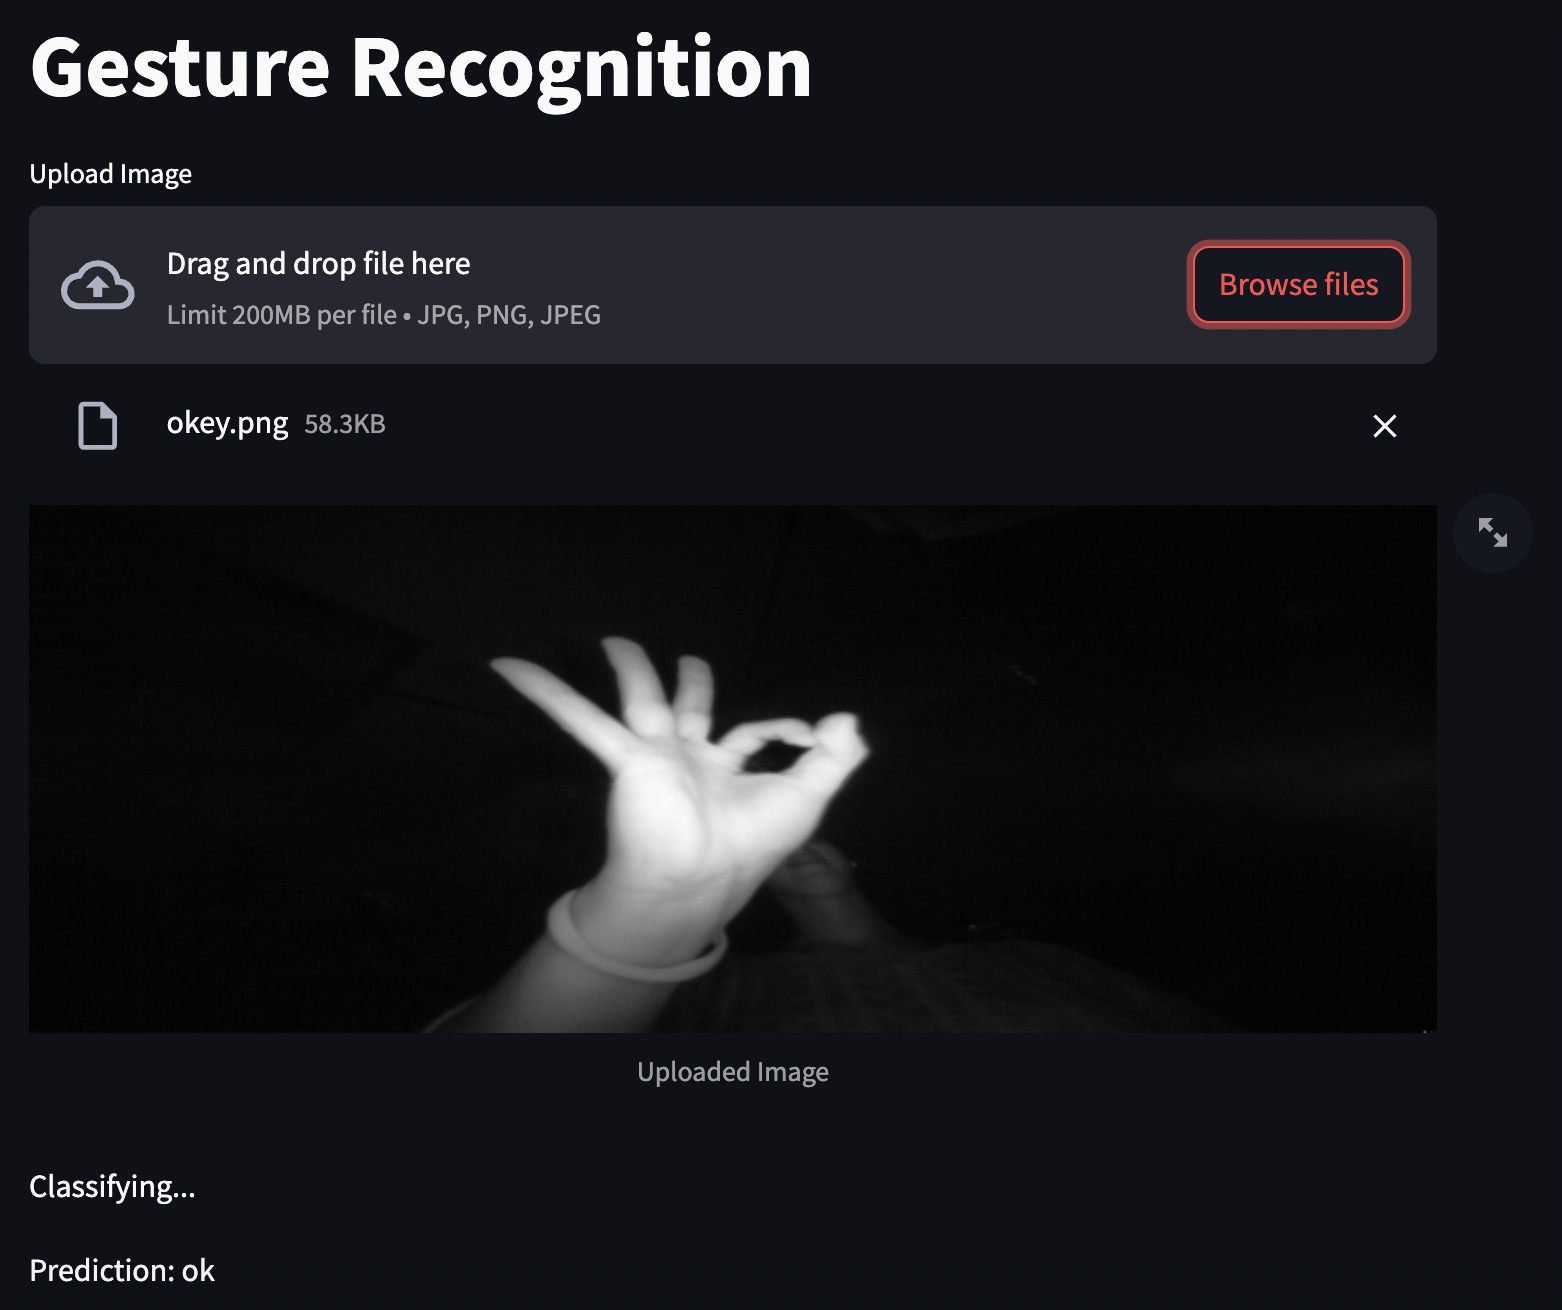 Gesture Recognition
Upload Image
Drag and drop file here
Limit 200MB per file • JPG, PNG, JPEG
Browse files
okey.png 58.3KB
Uploaded Image
Classifying...
Prediction: ok